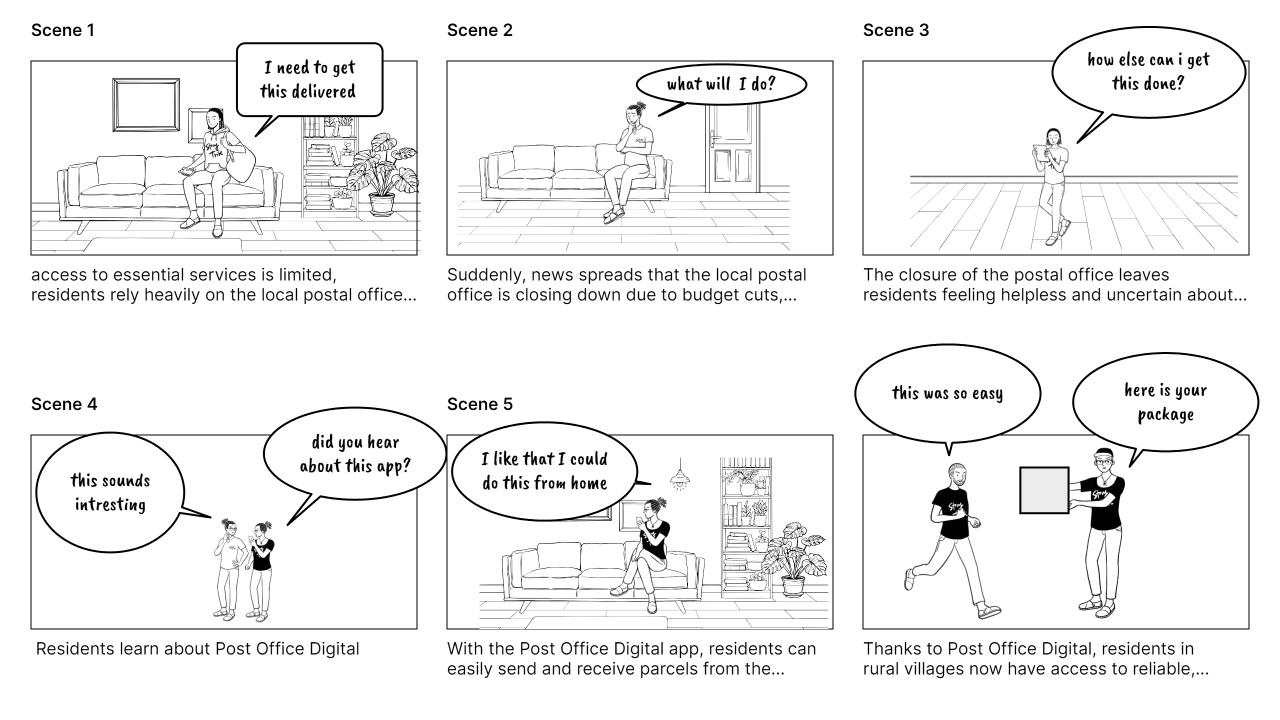 Scene 1
I need to get
this delivered
access to essential services is limited,
residents rely heavily on the local postal office...
Scene 2
what will I do?
Suddenly, news spreads that the local postal
office is closing down due to budget cuts,...
Scene 3
how else can i get
this done?
The closure of the postal office leaves
residents feeling helpless and uncertain about...
Scene 4
this sounds
intresting
did you hear
about this app?
Residents learn about Post Office Digital
Scene 5
I like that I could
do this from home
With the Post Office Digital app, residents can
easily send and receive parcels from the...
this was so easy
here is your
package
Thanks to Post Office Digital, residents in
rural villages now have access to reliable,...